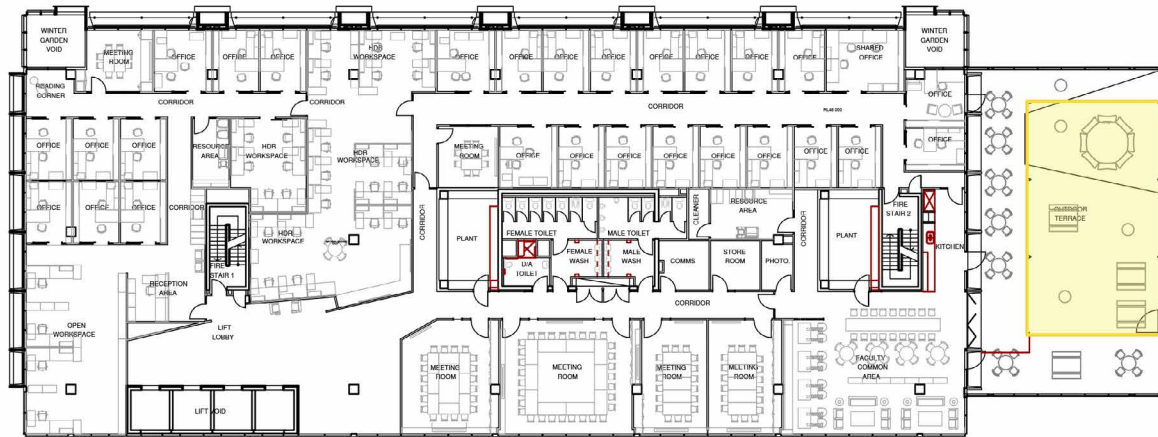 WINTER
GARDEN
VOID
MEETING
ROOM
OFFICE
OFFICE
OFFICE
HDR
WORKSPACE
OFFICE
OFFICE
OFFICE
OFFICE
OFFICE
OFFICE
OFFICE
OFFICE
SHARED
OFFICE
WINTER
GARDEN
VOID
READING
CORNER
CORRIDOR
CORRIDOR
CORRIDOR
OFFICE
OFFICE
OFFICE
OFFICE
RESOURCE
AREA
HDR
WORKSPACE
HDR
WORKSPACE
MEETING
ROOM
OFFICE
OFFICE
OFFICE
OFFICE
OFFICE
OFFICE
OFFICE
OFFICE
OFFICE
OFFICE
OFFICE
OFFICE
CORRIDOR
HDR
WORKSPACE
CORRIDOR
PLANT
FEMALE TOILET
MALE TOILET
CLEANER
RESOURCE
AREA
CORRIDOR
PLANT
FIRE
STAIR 2
KITCHEN
OUTDOOR
TERRACE
FIRE
STAIR 1
D/A
TOILET
FEMALE
WASH
MALE
WASH
COMMS
STORE
ROOM
PHOTO.
RECEPTION
AREA
OPEN
WORKSPACE
LIFT
LOBBY
CORRIDOR
MEETING
ROOM
MEETING
ROOM
MEETING
ROOM
MEETING
ROOM
FACULTY
COMMON
AREA
LIFT VOID